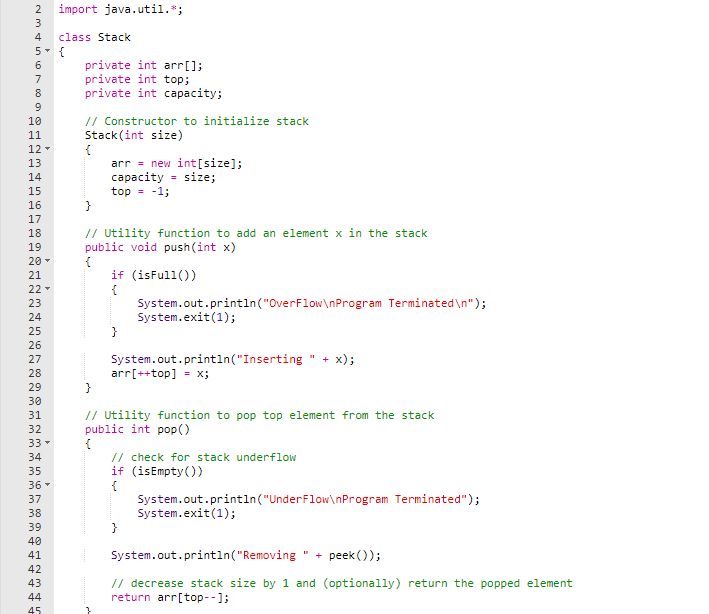 2 import java.util.*;
3
4 class Stack
5 {
6 private int arr[];
7 private int top;
8 private int capacity;
9
10 // Constructor to initialize stack
11 Stack(int size)
12 {
13 arr = new int[size];
14 capacity = size;
15 top = -1;
16 }
17
18 // Utility function to add an element x in the stack
19 public void push(int x)
20 {
21 if (isFull())
22 {
23 System.out.println("OverFlow\nProgram Terminated\n");
24 System.exit(1);
25 }
26
27 System.out.println("Inserting " + x);
28 arr[++top] = x;
29 }
30
31 // Utility function to pop top element from the stack
32 public int pop()
33 {
34 // check for stack underflow
35 if (isEmpty())
36 {
37 System.out.println("UnderFlow\nProgram Terminated");
38 System.exit(1);
39 }
40
41 System.out.println("Removing " + peek());
42
43 // decrease stack size by 1 and (optionally) return the popped element
44 return arr[top--];
45 }